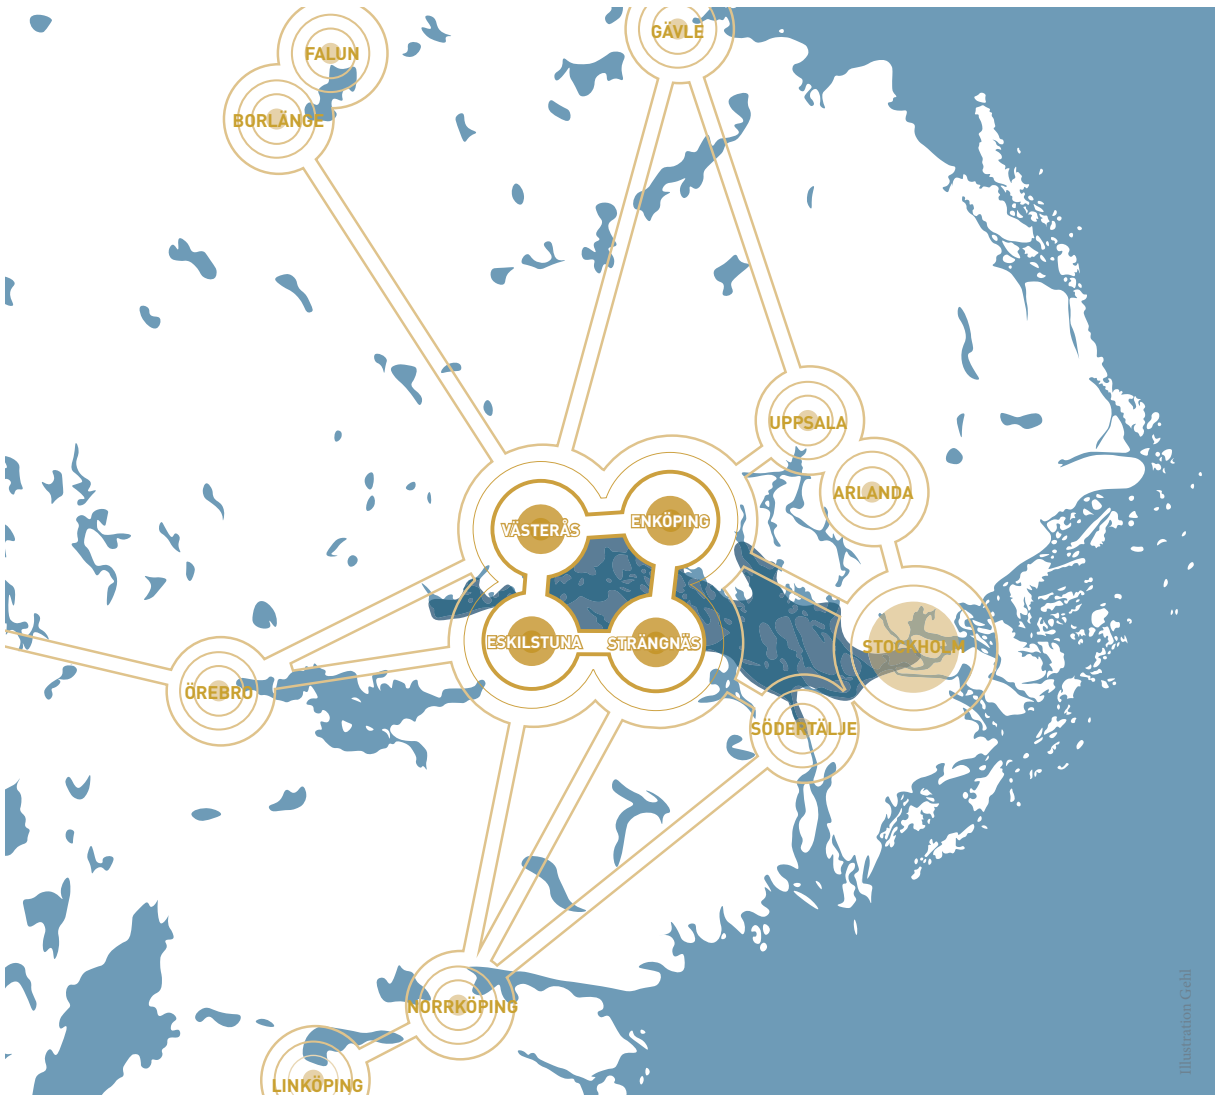 GÄVLE
FALUN
BORLÄNGE
UPPSALA
ARLANDA
VÄSTERÅS
ENKÖPING
ESKILSTUNA
STRÄNGNÄS
STOCKHOLM
ÖREBRO
SÖDERTÄLJE
NORRKÖPING
LINKÖPING
Illustration Gehl